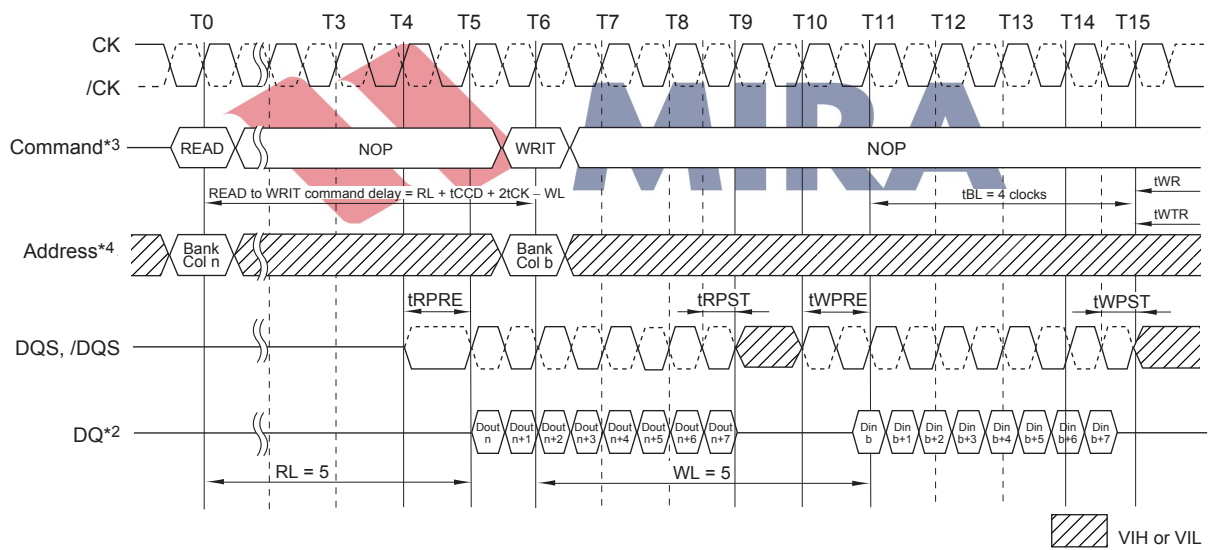 T0 T3 T4 T5 T6 T7 T8 T9 T10 T11 T12 T13 T14 T15
CK
/CK
MIRA
Command*3 READ NOP WRIT NOP
READ to WRIT command delay = RL + tCCD + 2tCK – WL
tBL = 4 clocks
tWR
tWTR
Address*4
Bank
Col n
Bank
Col b
tRPRE tRPST tWPRE tWPST
DQS, /DQS
DQ*2
Dout
n
Dout
n+1
Dout
n+2
Dout
n+3
Dout
n+4
Dout
n+5
Dout
n+6
Dout
n+7
Din
b
Din
b+1
Din
b+2
Din
b+3
Din
b+4
Din
b+5
Din
b+6
Din
b+7
RL = 5 WL = 5
VIH or VIL